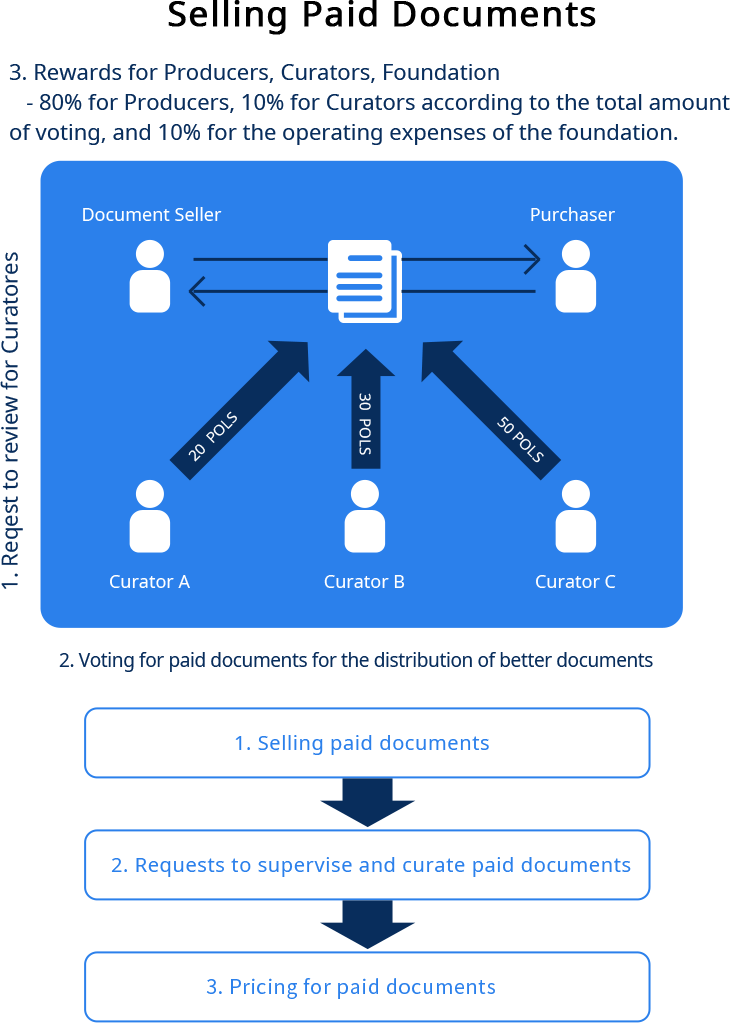 Selling Paid Documents
3. Rewards for Producers, Curators, Foundation
- 80% for Producers, 10% for Curators according to the total amount
of voting, and 10% for the operating expenses of the foundation.
1. Reqest to review for Curatores
Document Seller
Purchaser
20 POLS
30 POLS
50 POLS
Curator A
Curator B
Curator C
2. Voting for paid documents for the distribution of better documents
1. Selling paid documents
2. Requests to supervise and curate paid documents
3. Pricing for paid documents